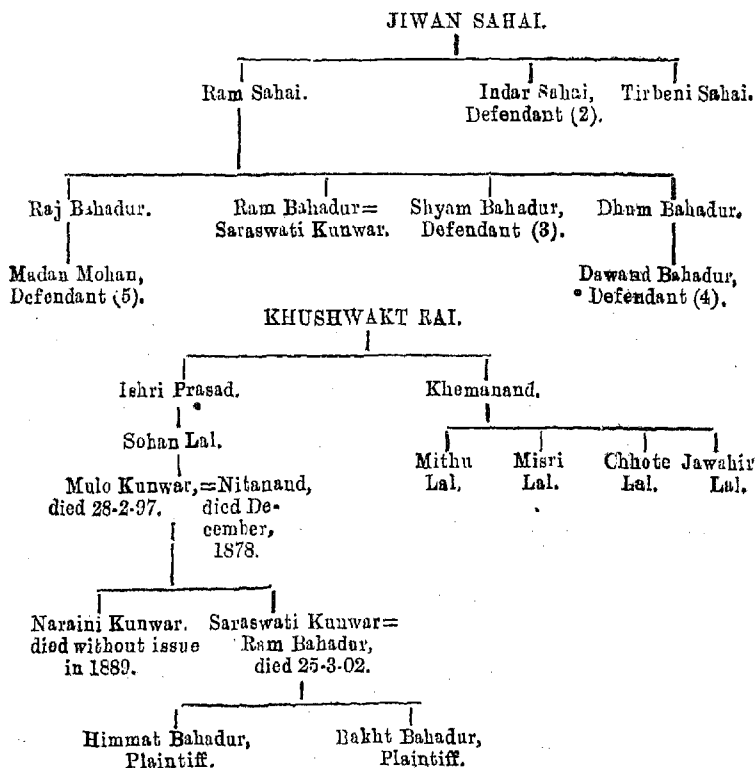 JIWAN SAHAI.
Ram Sahai. Indar Sahai, Tirbeni Sahai.
Defendant (2).
Raj Bahadur. Ram Bahadur= Shyam Bahadur, Dhum Bahadur.
Saraswati Kunwar. Defendant (3).
Madan Mohan, Dawand Bahadur,
Defendant (5). Defendant (4).
KHUSHWAKT RAI.
Ishri Prasad. Khemanand.
Sohan Lal.
Mithu Misri Chhote Jawahir
Lal. Lal. Lal. Lal.
Mulo Kunwar,=Nitanand,
died 28-2-97. died De-
cember,
1878.
Naraini Kunwar. Saraswati Kunwar=
died without issue Ram Bahadur,
in 1889. died 25-3-02.
Himmat Bahadur, Bakht Bahadur,
Plaintiff. Plaintiff.